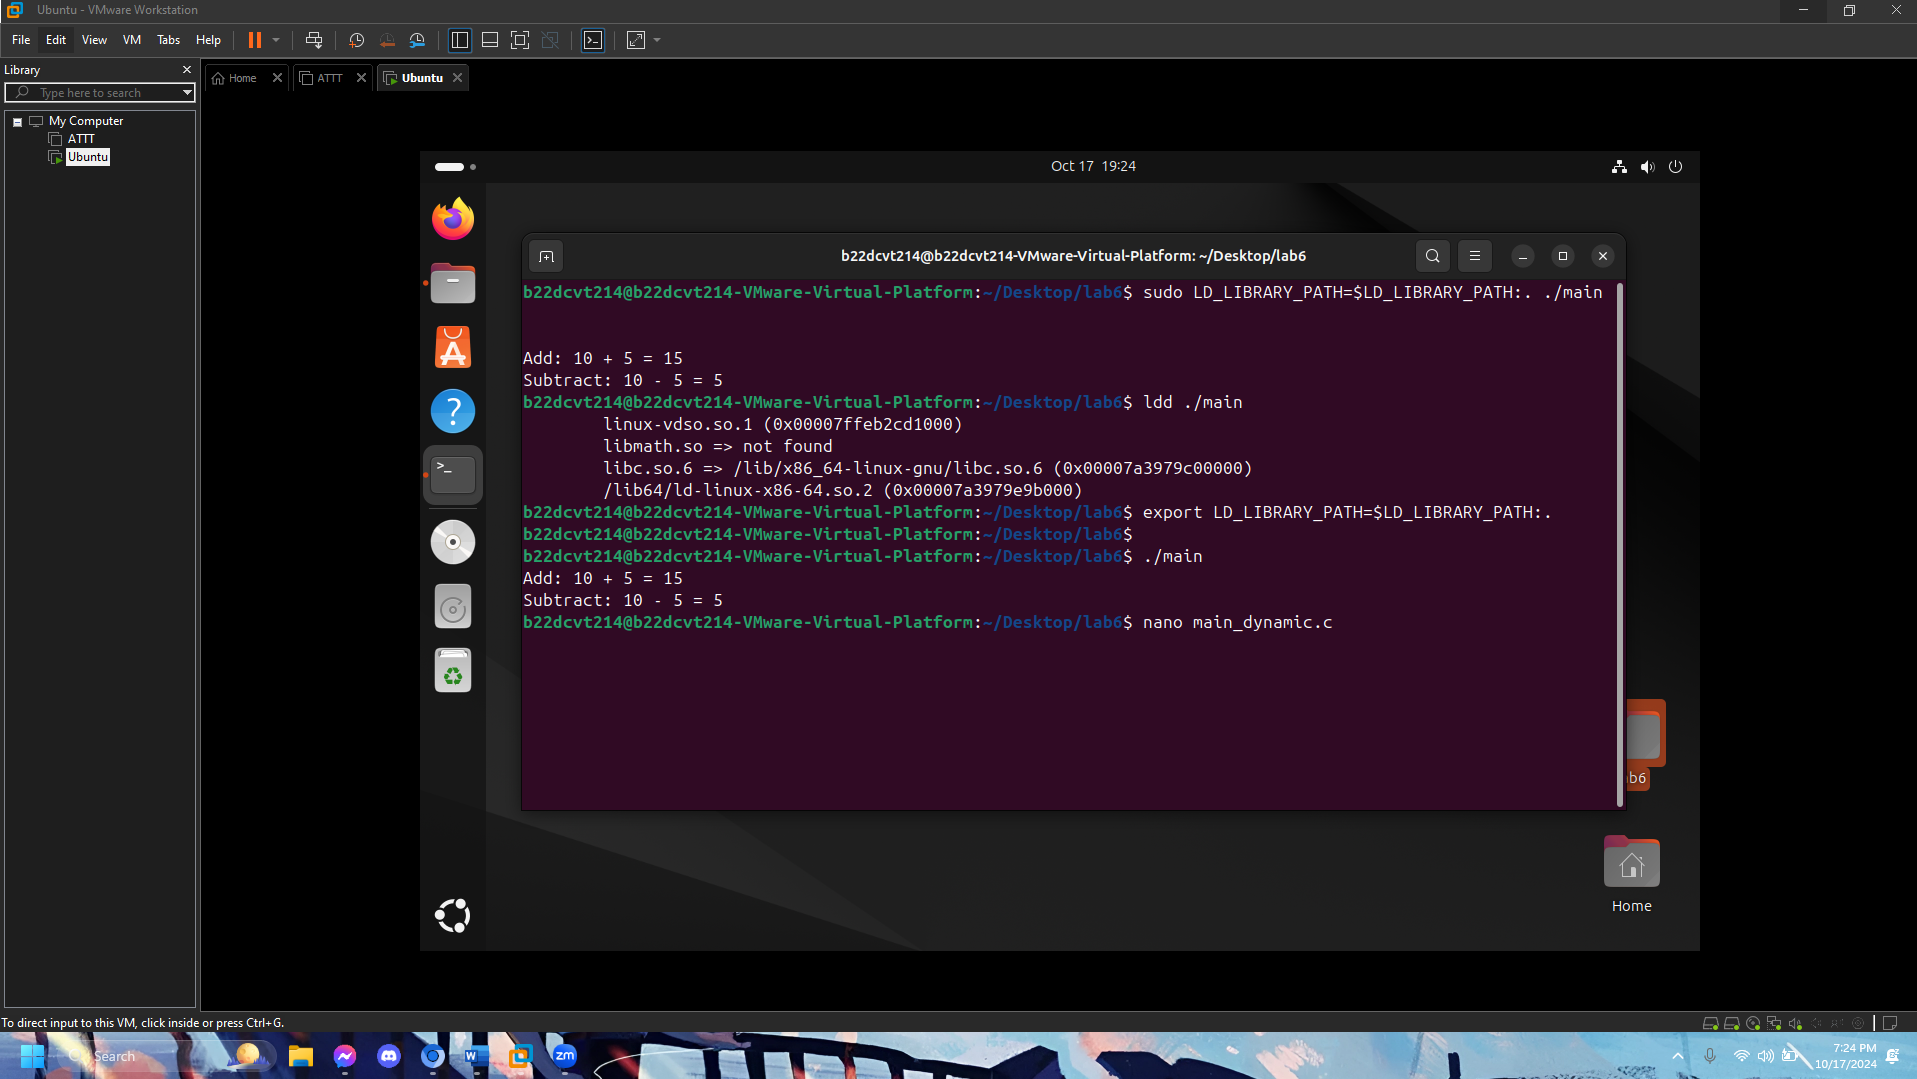 Ubuntu - VMware Workstation
File Edit View VM Tabs Help
Library
Type here to search
My Computer
ATTT
Ubuntu
Home
ATTT
Ubuntu
Oct 17 19:24
b22dcvt214@b22dcvt214-VMware-Virtual-Platform: ~/Desktop/lab6
b22dcvt214@b22dcvt214-VMware-Virtual-Platform:~/Desktop/lab6$ sudo LD_LIBRARY_PATH=$LD_LIBRARY_PATH:. ./main
Add: 10 + 5 = 15
Subtract: 10 - 5 = 5
b22dcvt214@b22dcvt214-VMware-Virtual-Platform:~/Desktop/lab6$ ldd ./main
linux-vdso.so.1 (0x00007ffeb2cd1000)
libmath.so => not found
libc.so.6 => /lib/x86_64-linux-gnu/libc.so.6 (0x00007a3979c00000)
/lib64/ld-linux-x86-64.so.2 (0x00007a3979e9b000)
b22dcvt214@b22dcvt214-VMware-Virtual-Platform:~/Desktop/lab6$ export LD_LIBRARY_PATH=$LD_LIBRARY_PATH:.
b22dcvt214@b22dcvt214-VMware-Virtual-Platform:~/Desktop/lab6$
b22dcvt214@b22dcvt214-VMware-Virtual-Platform:~/Desktop/lab6$ ./main
Add: 10 + 5 = 15
Subtract: 10 - 5 = 5
b22dcvt214@b22dcvt214-VMware-Virtual-Platform:~/Desktop/lab6$ nano main_dynamic.c
ab6
Home
To direct input to this VM, click inside or press Ctrl+G.
Search
zm
7:24 PM
10/17/2024